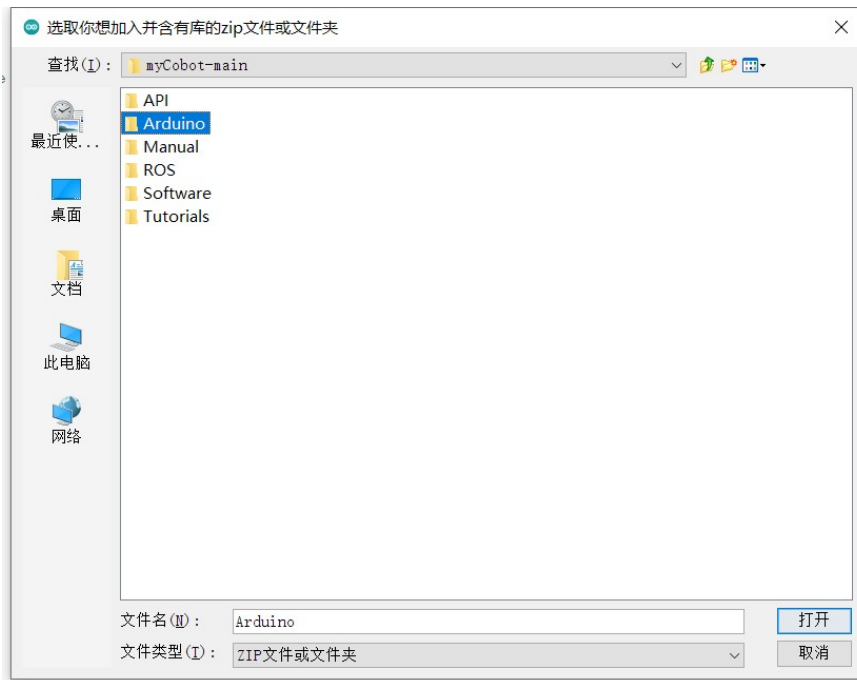 选取你想加入并含有库的zip文件或文件夹
查找(I): myCobot-main
API
Arduino
Manual
ROS
Software
Tutorials
最近使...
桌面
文档
此电脑
网络
文件名(N): Arduino 打开
文件类型(T): ZIP文件或文件夹 取消